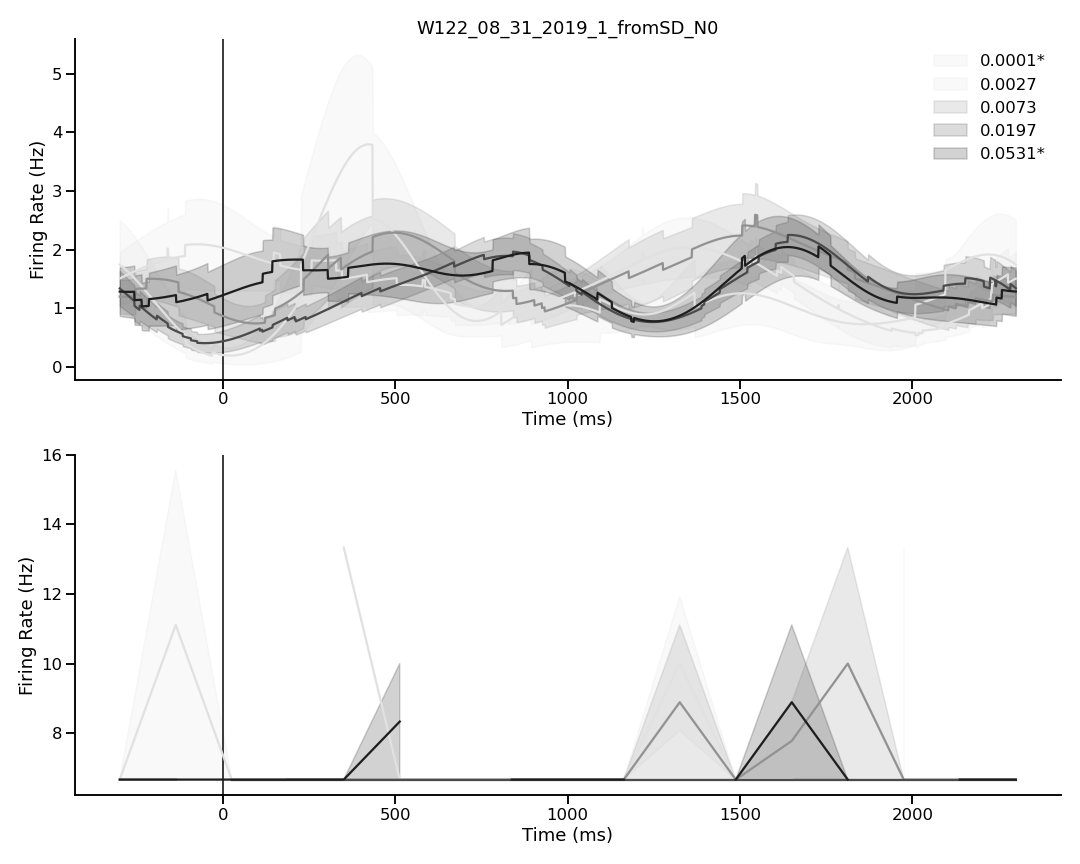 W122_08_31_2019_1_fromSD_N0
5
4
3
2
1
0
Firing Rate (Hz)
0.0001*
0.0027
0.0073
0.0197
0.0531*
0 500 1000 1500 2000
Time (ms)
16
14
12
10
8
Firing Rate (Hz)
0 500 1000 1500 2000
Time (ms)